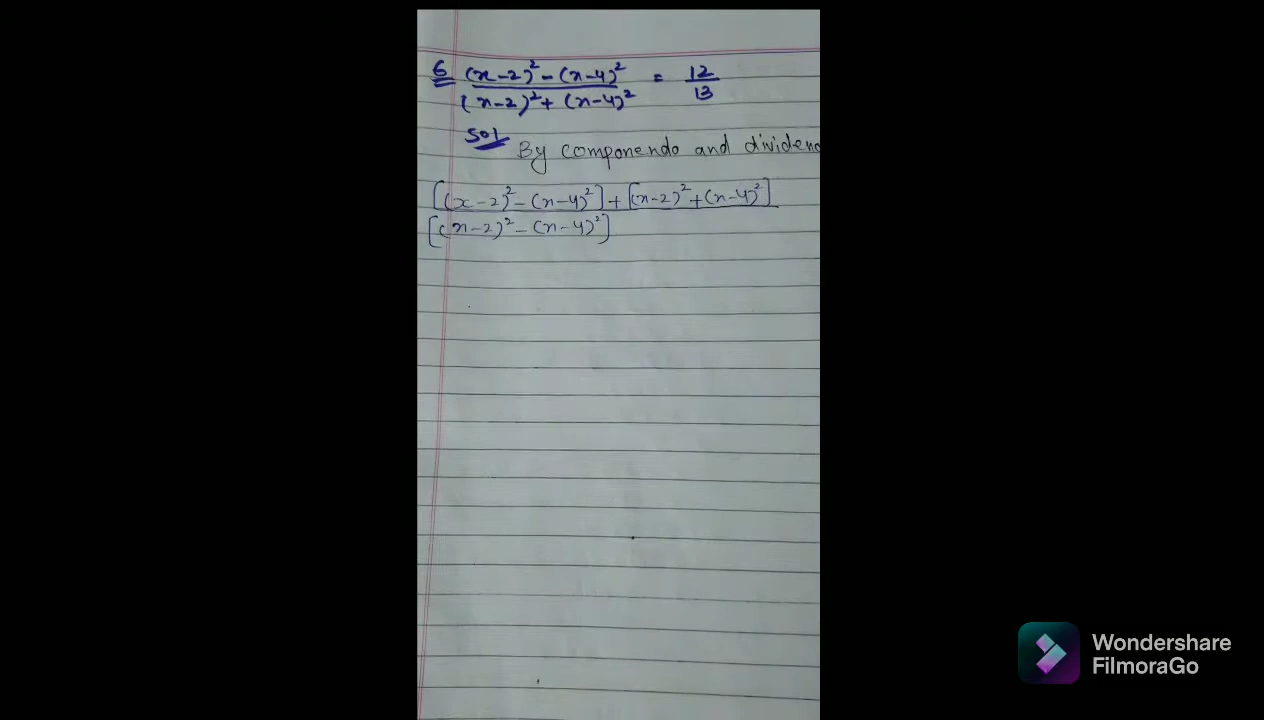 6 (x-2)² - (x-4)² = 12
(x-2)² + (x-4)² 13
Sol
By componendo and dividend
[(x-2)² - (x-4)²] + [(x-2)² + (x-4)²]
[(x-2)² - (x-4)²]
Wondershare
FilmoraGo